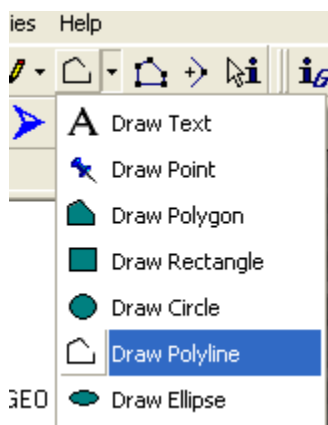 ies Help
A Draw Text
Draw Point
Draw Polygon
Draw Rectangle
Draw Circle
Draw Polyline
GEO Draw Ellipse